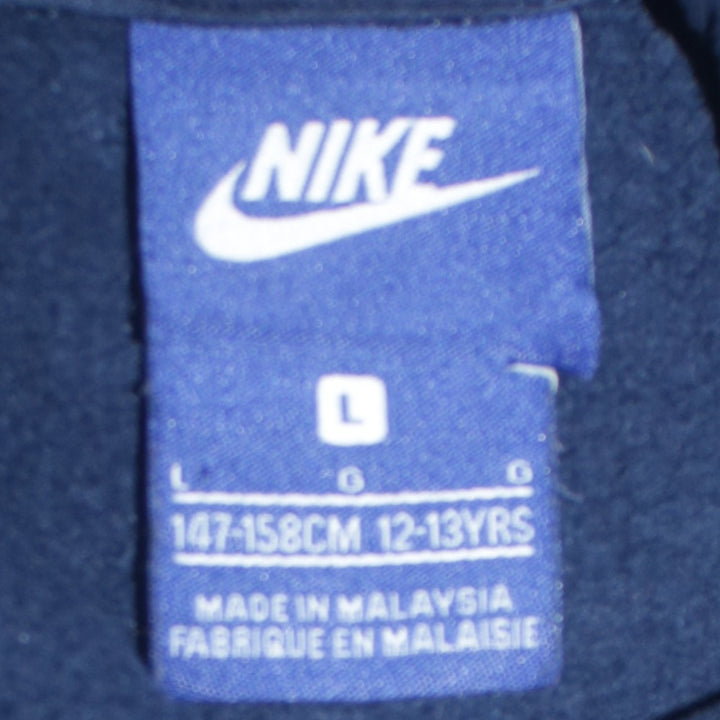 NIKE
L
L G G
147-158CM 12-13YRS
MADE IN MALAYSIA
FABRIQUE EN MALAISIE